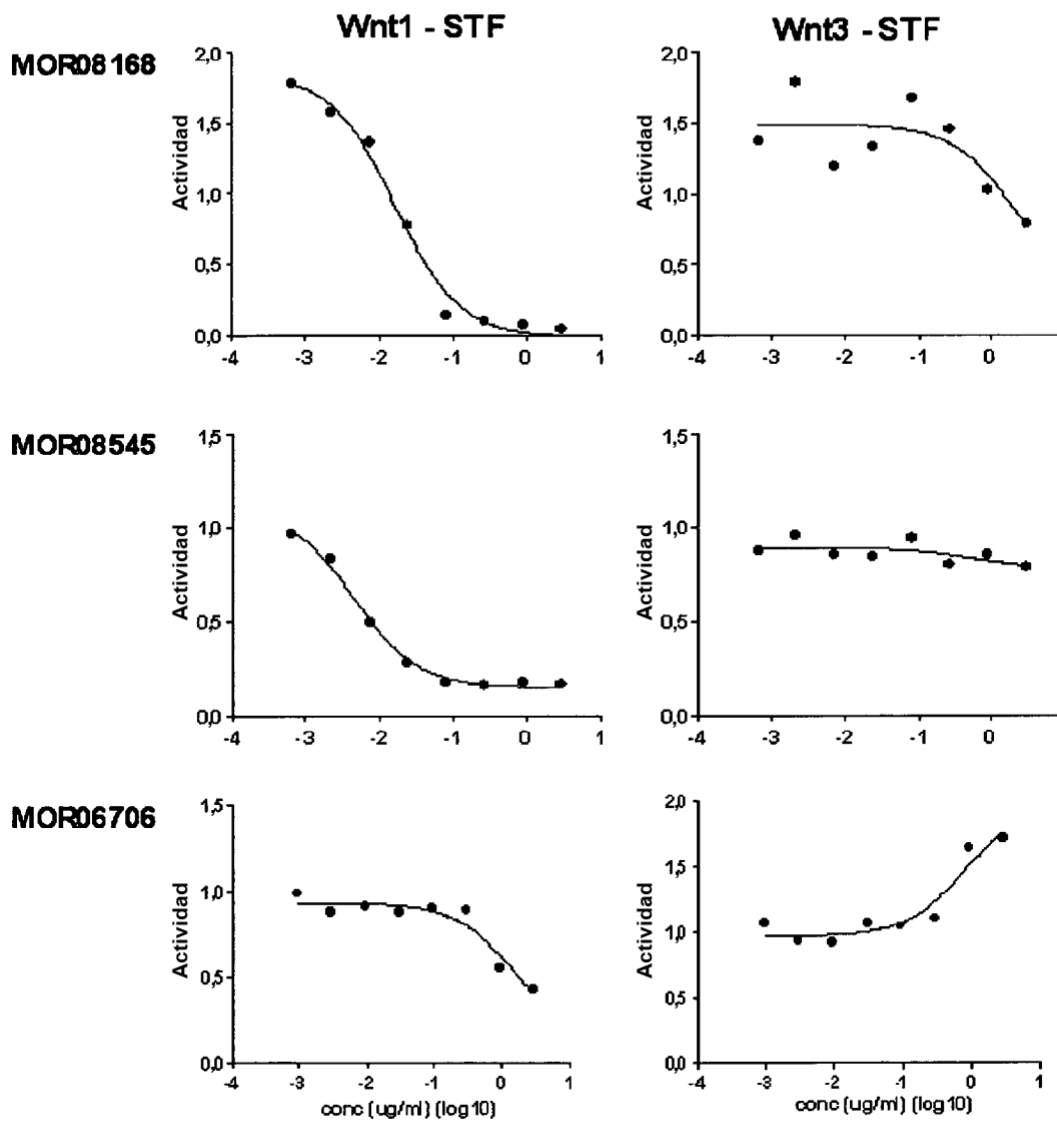 Wnt1 - STF
Wnt3 - STF
MOR08168
Actividad
2,0
1,5
1,0
0,5
0,0
-4 -3 -2 -1 0 1
Actividad
2,0
1,5
1,0
0,5
0,0
-4 -3 -2 -1 0
MOR08545
Actividad
1,5
1,0
0,5
0,0
-4 -3 -2 -1 0 1
Actividad
1,5
1,0
0,5
0,0
-4 -3 -2 -1 0
MOR06706
Actividad
1,5
1,0
0,5
0,0
-4 -3 -2 -1 0 1
conc (ug/ml) (log10)
Actividad
2,0
1,5
1,0
0,5
0,0
-4 -3 -2 -1 0 1
conc (ug/ml) (log10)